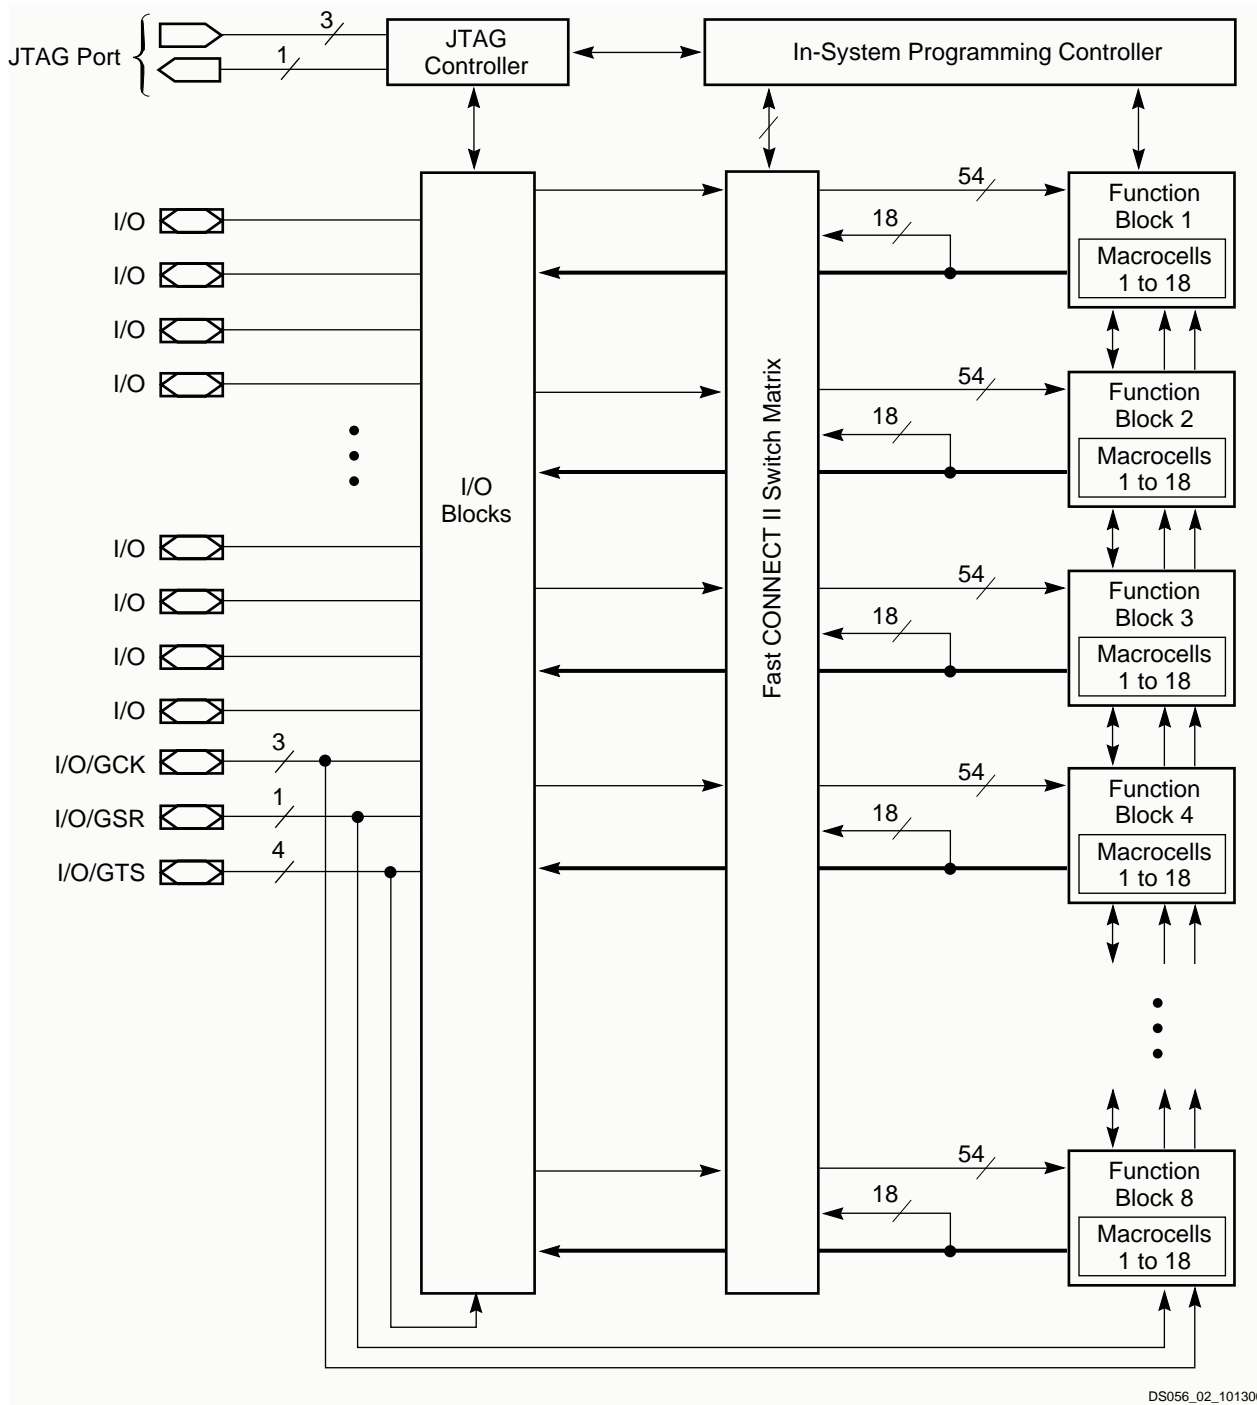 JTAG Port
3
1
JTAG
Controller
In-System Programming Controller
I/O
I/O
I/O
I/O
I/O
I/O
I/O
I/O
I/O/GCK
3
I/O/GSR
1
I/O/GTS
4
I/O
Blocks
Fast CONNECT II Switch Matrix
54
18
Function
Block 1
Macrocells
1 to 18
54
18
Function
Block 2
Macrocells
1 to 18
54
18
Function
Block 3
Macrocells
1 to 18
54
18
Function
Block 4
Macrocells
1 to 18
54
18
Function
Block 8
Macrocells
1 to 18